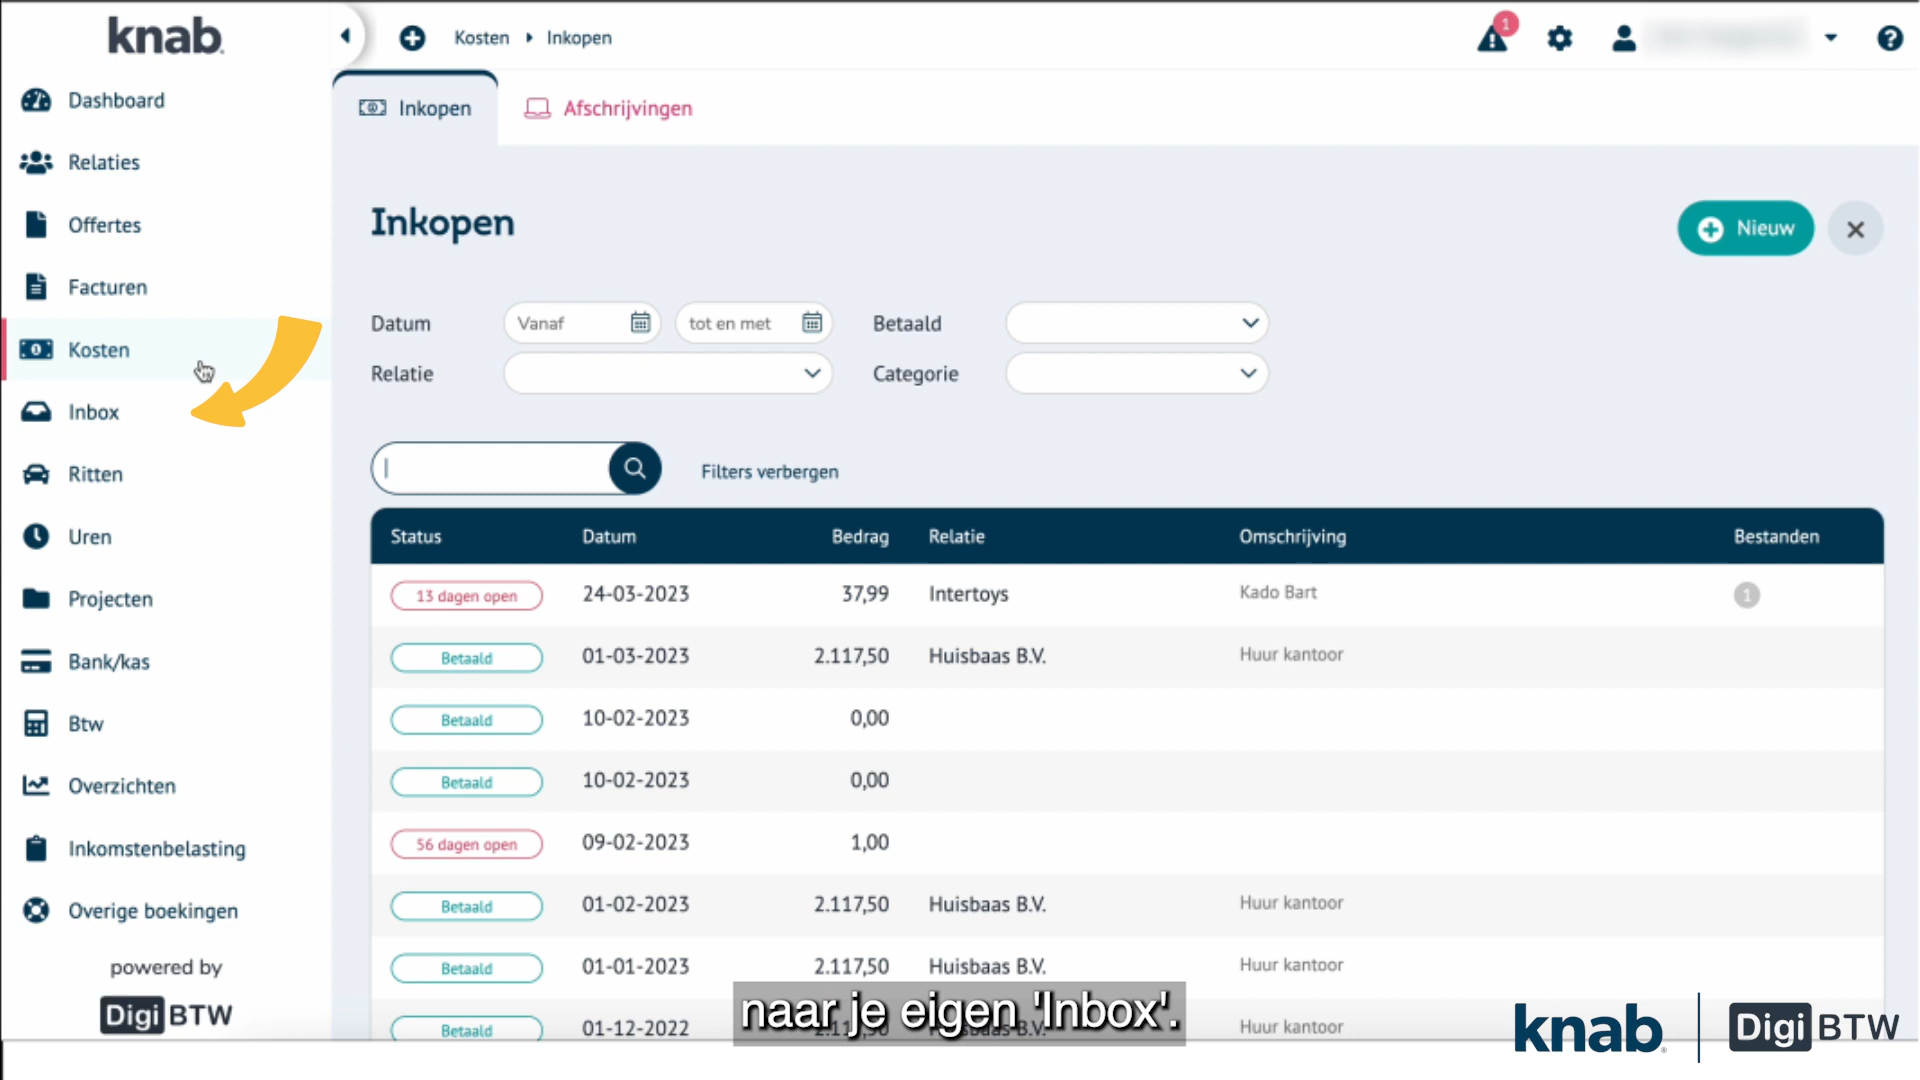 knab.
Kosten Inkopen
1
Dashboard
Relaties
Offertes
Facturen
Kosten
Inbox
Ritten
Uren
Projecten
Bank/kas
Btw
Overzichten
Inkomstenbelasting
Overige boekingen
powered by
DigiBTW
Inkopen Afschrijvingen
Inkopen
Nieuw
Datum Vanaf tot en met Betaald
Relatie Categorie
Filters verbergen
Status Datum Bedrag Relatie Omschrijving Bestanden
13 dagen open 24-03-2023 37,99 Intertoys Kado Bart 1
Betaald 01-03-2023 2.117,50 Huisbaas B.V. Huur kantoor
Betaald 10-02-2023 0,00
Betaald 10-02-2023 0,00
56 dagen open 09-02-2023 1,00
Betaald 01-02-2023 2.117,50 Huisbaas B.V. Huur kantoor
Betaald 01-01-2023 2.117,50 Huisbaas B.V. Huur kantoor
Betaald 01-12-2022 Huur kantoor
naar je eigen 'Inbox'.
knab. DigiBTW